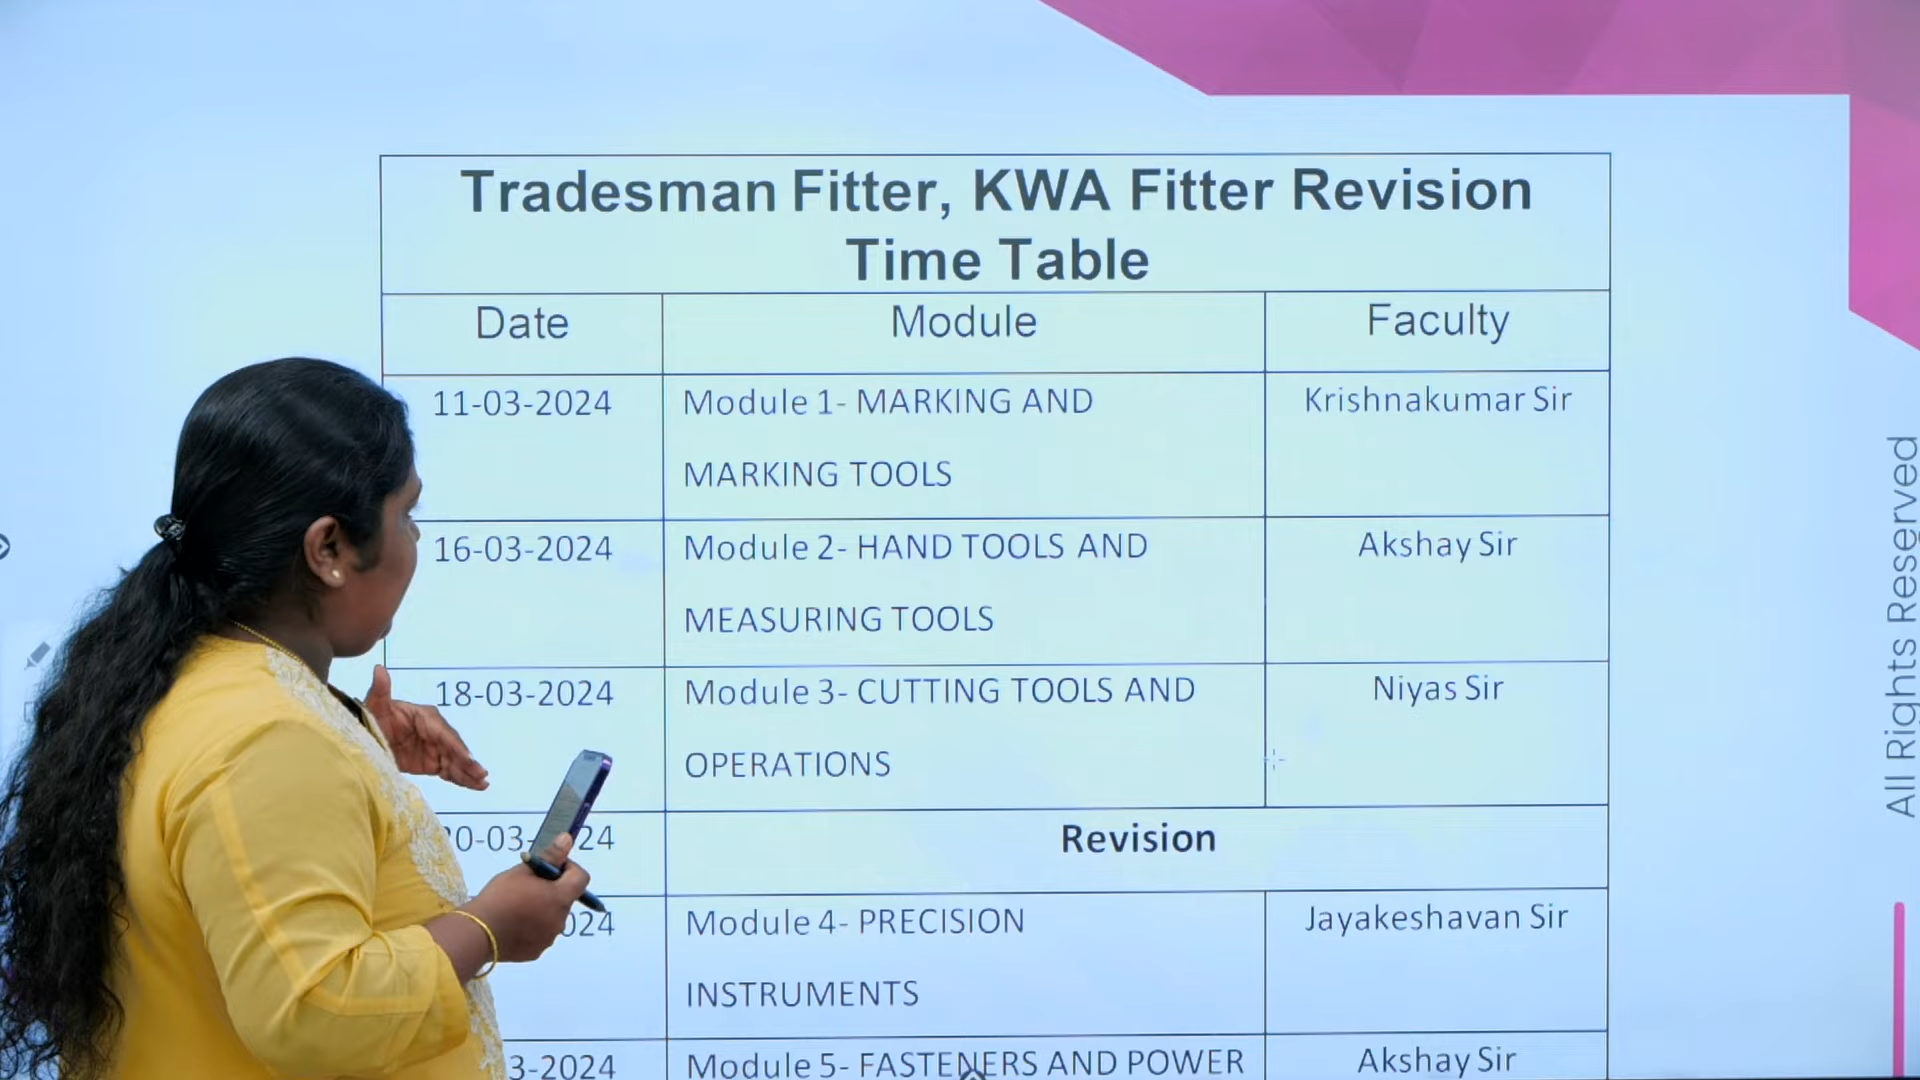 Tradesman Fitter, KWA Fitter Revision
Time Table
Date Module Faculty
11-03-2024 Module 1- MARKING AND Krishnakumar Sir
MARKING TOOLS
16-03-2024 Module 2- HAND TOOLS AND Akshay Sir
MEASURING TOOLS
18-03-2024 Module 3- CUTTING TOOLS AND Niyas Sir
OPERATIONS
Revision
Module 4- PRECISION Jayakeshavan Sir
INSTRUMENTS
Module 5- FASTENERS AND POWER Akshay Sir
All Rights Reserved